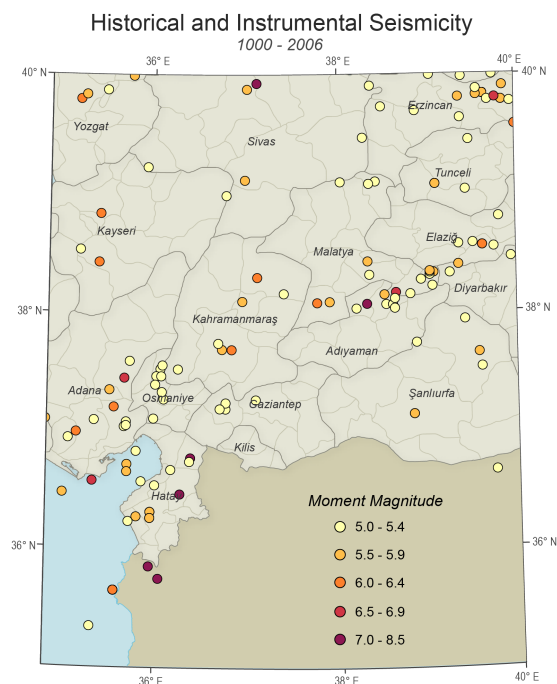 Historical and Instrumental Seismicity
1000 - 2006
36° E
38° E
40° E
40° N
40° N
Erzincan
Yozgat
Sivas
Tunceli
Kayseri
Elaziğ
Malatya
Diyarbakır
38° N
38° N
Kahramanmaraş
Adıyaman
Adana
Osmaniye
Gaziantep
Şanlıurfa
Kilis
Hatay
Moment Magnitude
5.0 - 5.4
36° N
36° N
5.5 - 5.9
6.0 - 6.4
6.5 - 6.9
7.0 - 8.5
36° E
38° E
40° E